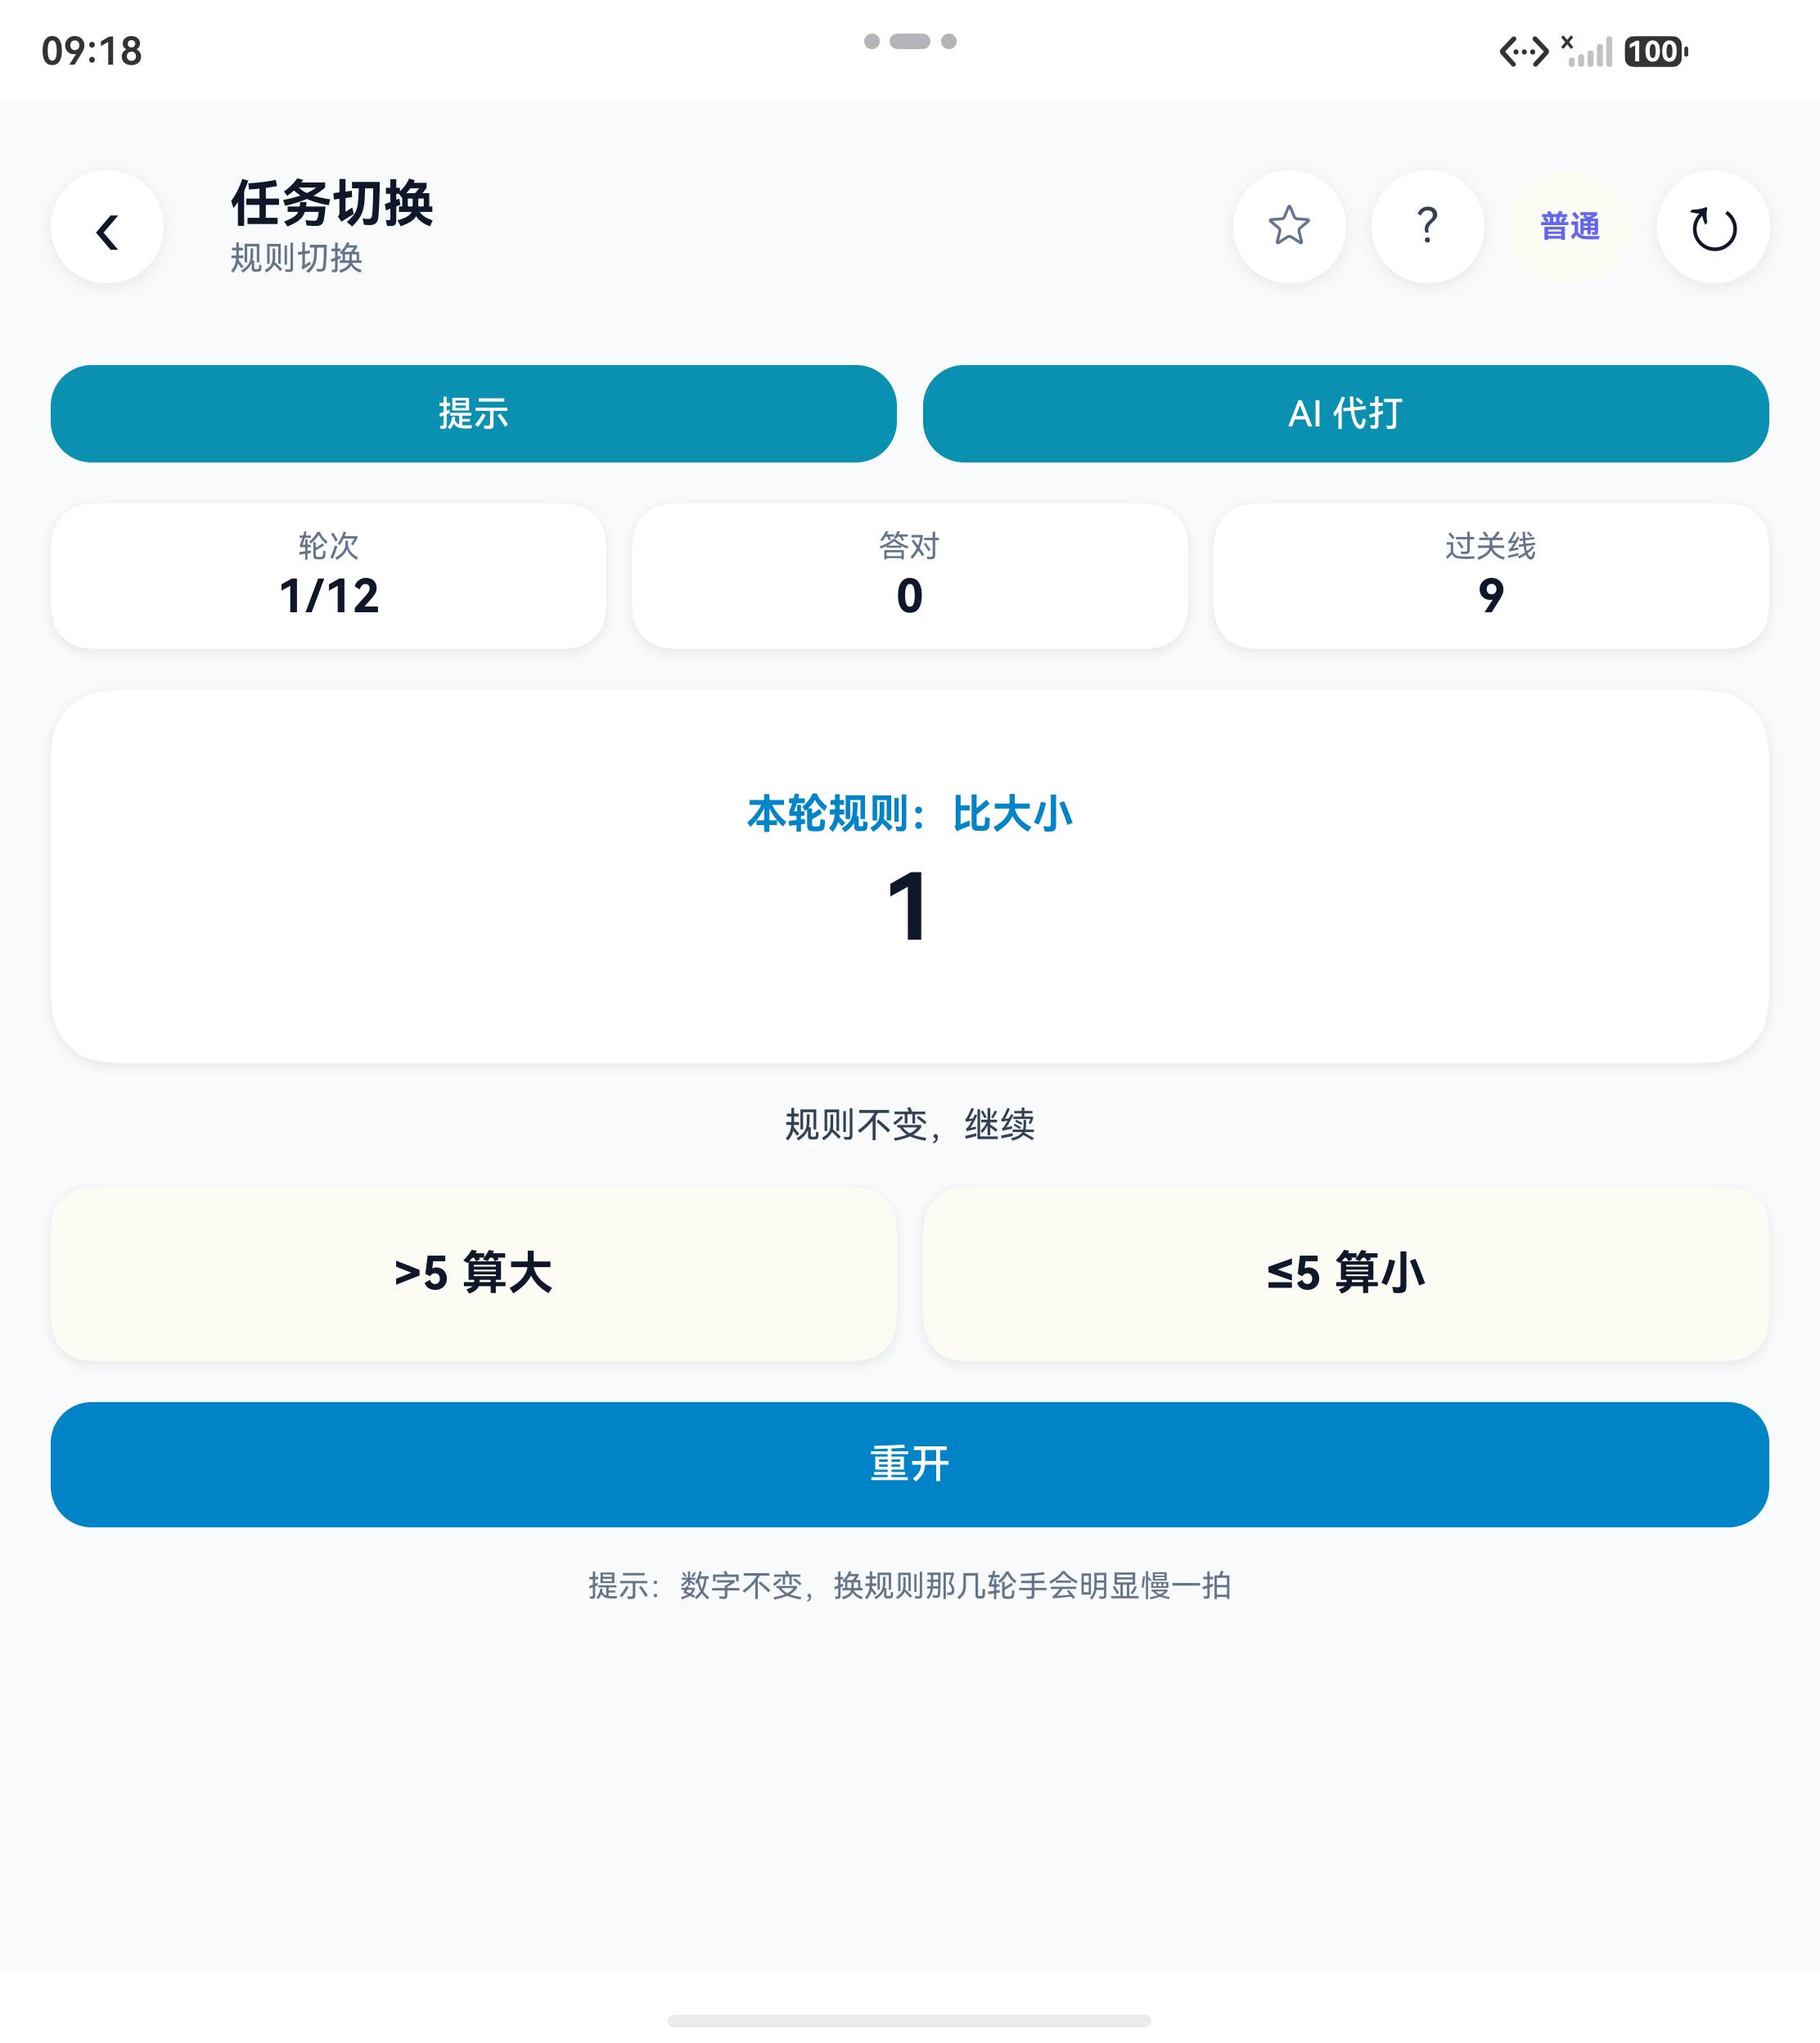 09:18
100
任务切换
规则切换
?
普通
提示
AI 代打
轮次
1/12
答对
0
过关线
9
本轮规则：比大小
1
规则不变，继续
>5 算大
≤5 算小
重开
提示：数字不变，换规则那几轮手会明显慢一拍